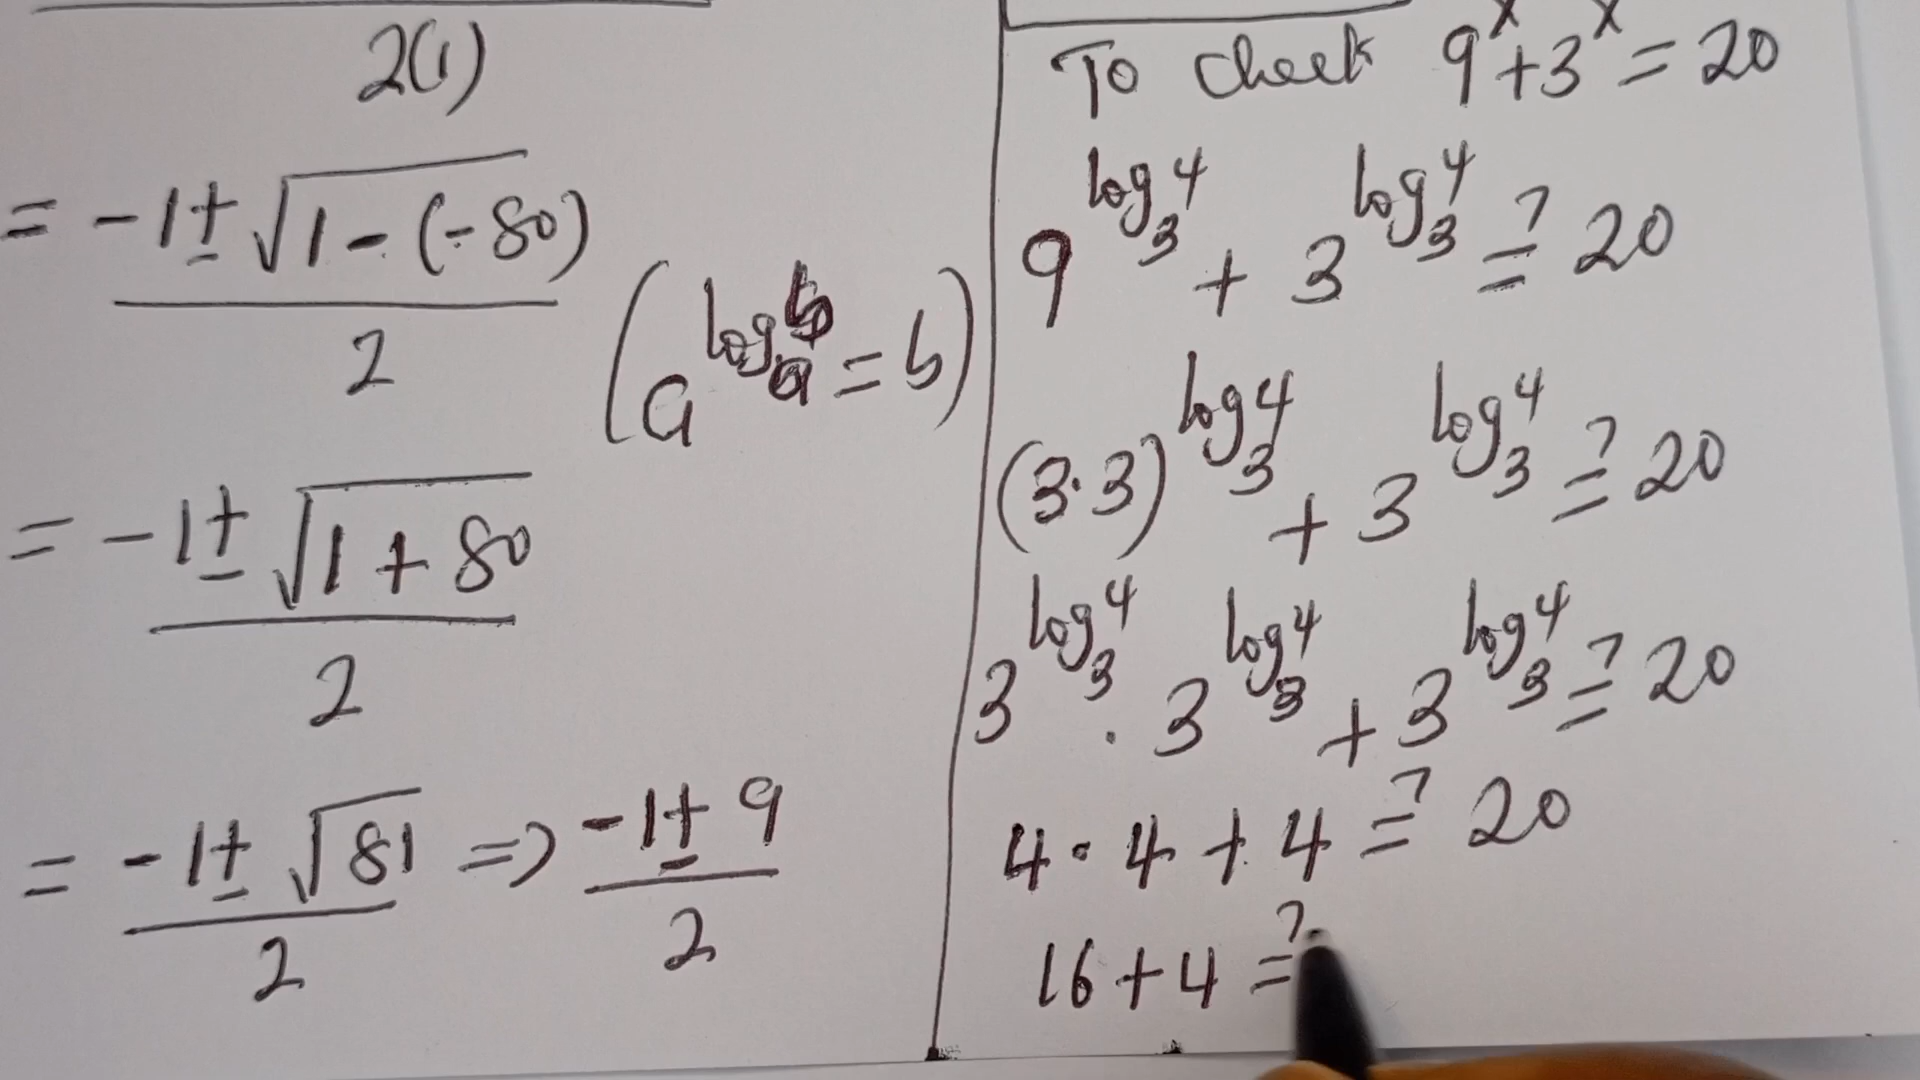 2(1)
= -1 ± √(1 - (-80))
2
= -1 ± √(1 + 80)
2
= -1 ± √81 => -1 ± 9
2 2
(a^(log_a b) = b)
To check 9^x + 3^x = 20
9^(log_3 4) + 3^(log_3 4) =? 20
(3·3)^(log_3 4) + 3^(log_3 4) =? 20
3^(log_3 4) · 3^(log_3 4) + 3^(log_3 4) =? 20
4 · 4 + 4 =? 20
16 + 4 =?